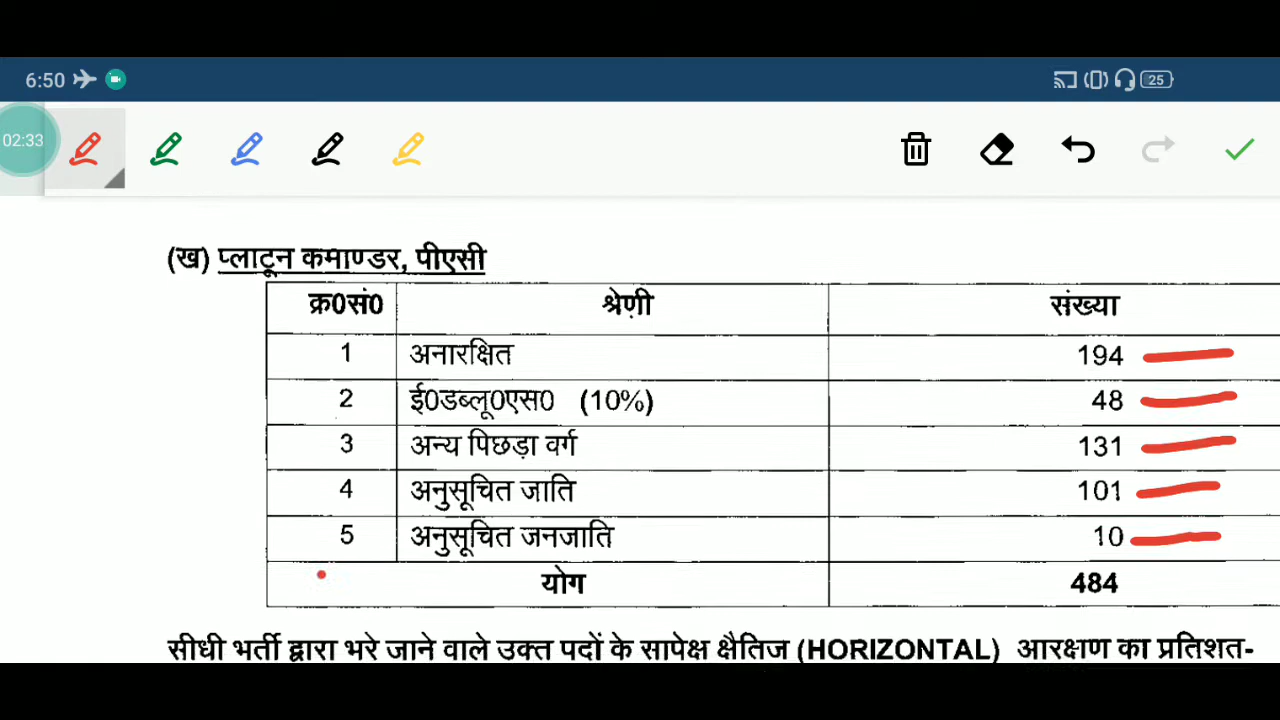 6:50 25
02:33
(ख) प्लाटून कमाण्डर, पीएसी
क्र0सं0 श्रेणी संख्या
1 अनारक्षित 194
2 ई0डब्लू0एस0 (10%) 48
3 अन्य पिछड़ा वर्ग 131
4 अनुसूचित जाति 101
5 अनुसूचित जनजाति 10
योग 484
सीधी भर्ती द्वारा भरे जाने वाले उक्त पदों के सापेक्ष क्षैतिज (HORIZONTAL) आरक्षण का प्रतिशत-